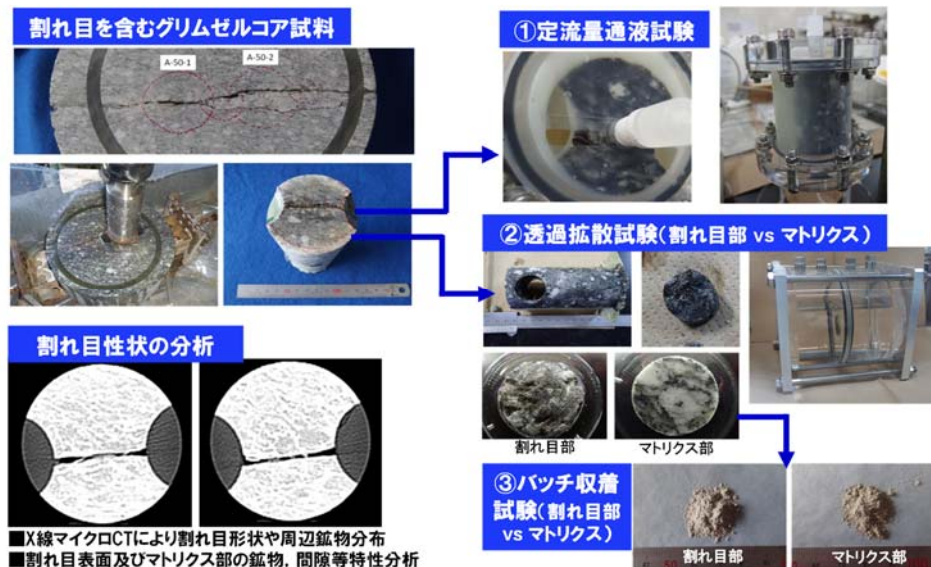 割れ目を含むグリムゼルコア試料
A-50-1
A-50-2
①定流量通液試験
②透過拡散試験(割れ目部 vs マトリクス)
割れ目部
マトリクス部
割れ目性状の分析
■X線マイクロCTにより割れ目形状や周辺鉱物分布
■割れ目表面及びマトリクス部の鉱物，間隙等特性分析
③バッチ収着
試験(割れ目部
vs マトリクス)
割れ目部
マトリクス部